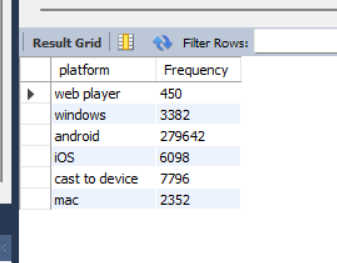 Result Grid Filter Rows:
platform Frequency
web player 450
windows 3382
android 279642
iOS 6098
cast to device 7796
mac 2352